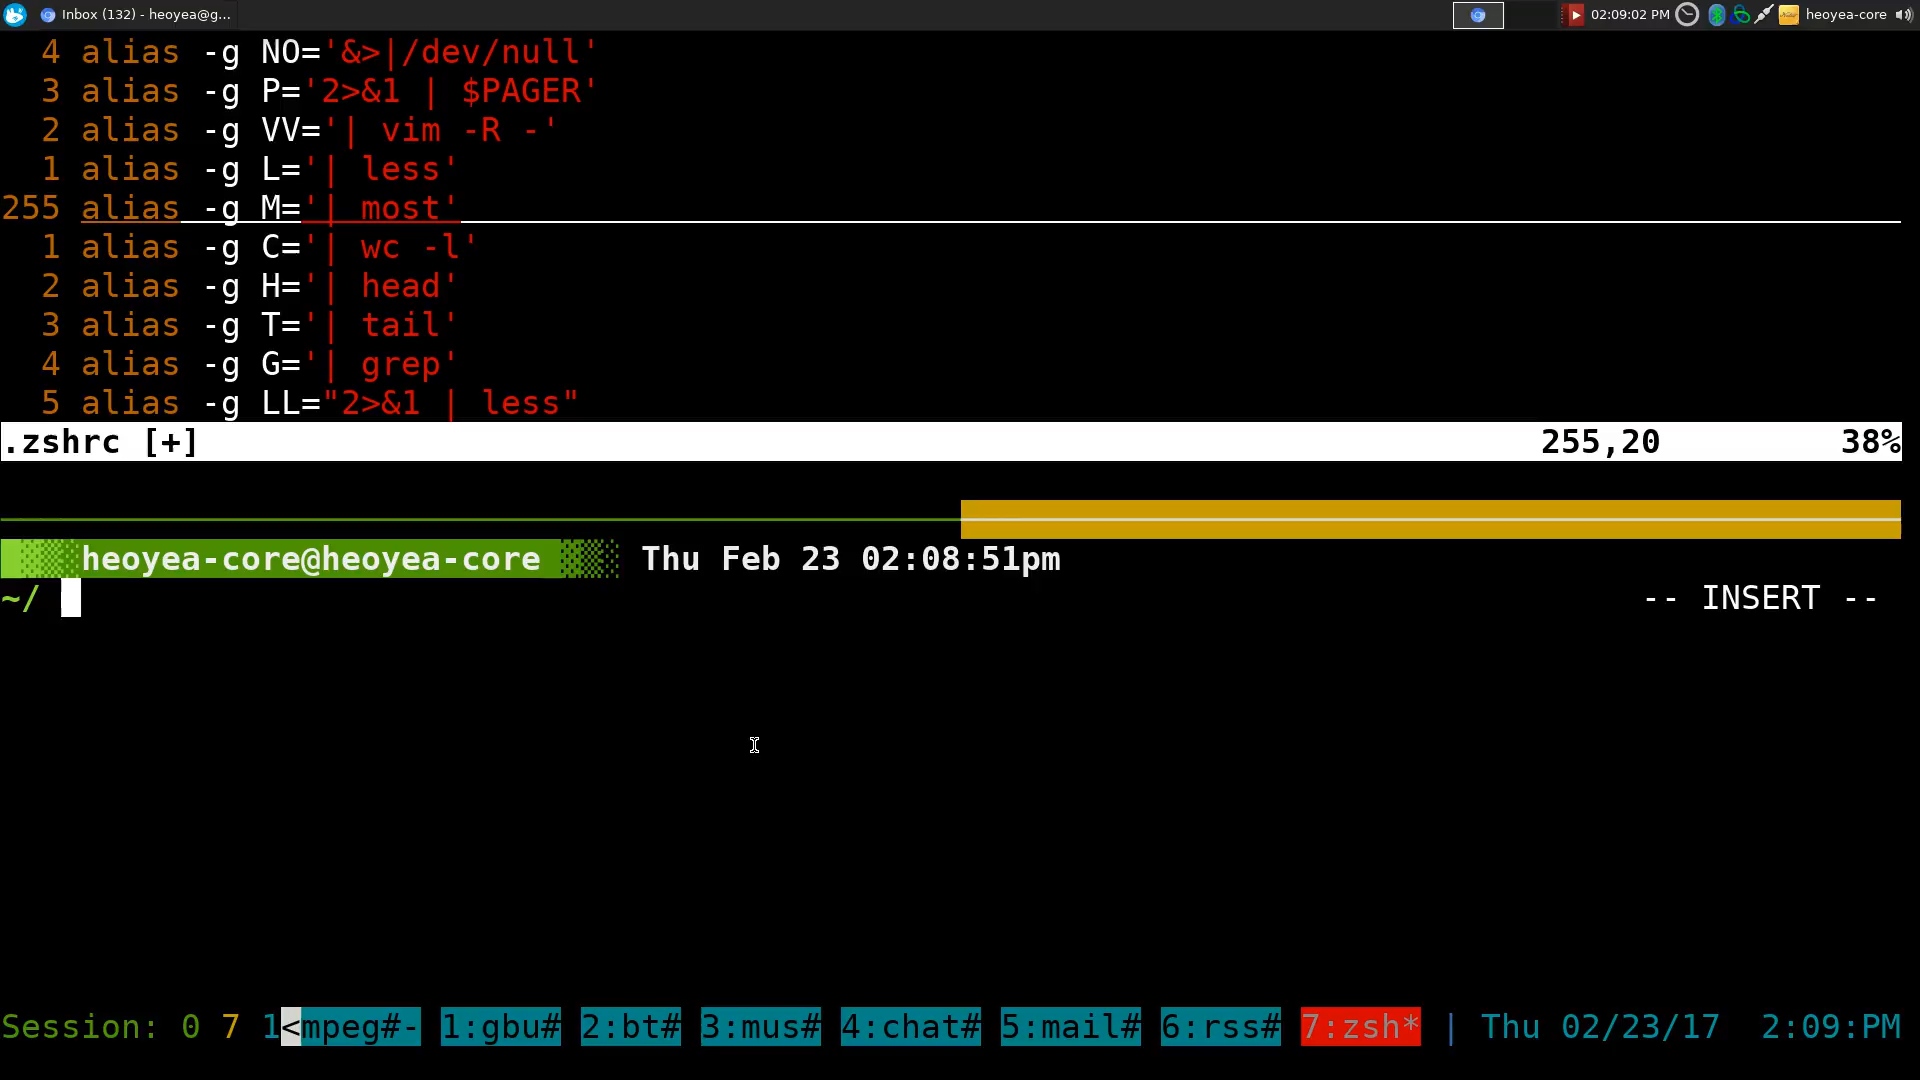 Inbox (132) - heoyea@g...
02:09:02 PM
heoyea-core
4 alias -g NO='&>|/dev/null'
3 alias -g P='2>&1 | $PAGER'
2 alias -g VV='| vim -R -'
1 alias -g L='| less'
255 alias -g M='| most'
1 alias -g C='| wc -l'
2 alias -g H='| head'
3 alias -g T='| tail'
4 alias -g G='| grep'
5 alias -g LL="2>&1 | less"
.zshrc [+] 255,20 38%
heoyea-core@heoyea-core Thu Feb 23 02:08:51pm
~/ -- INSERT --
Session: 0 7 1<mpeg#- 1:gbu# 2:bt# 3:mus# 4:chat# 5:mail# 6:rss# 7:zsh* | Thu 02/23/17 2:09:PM